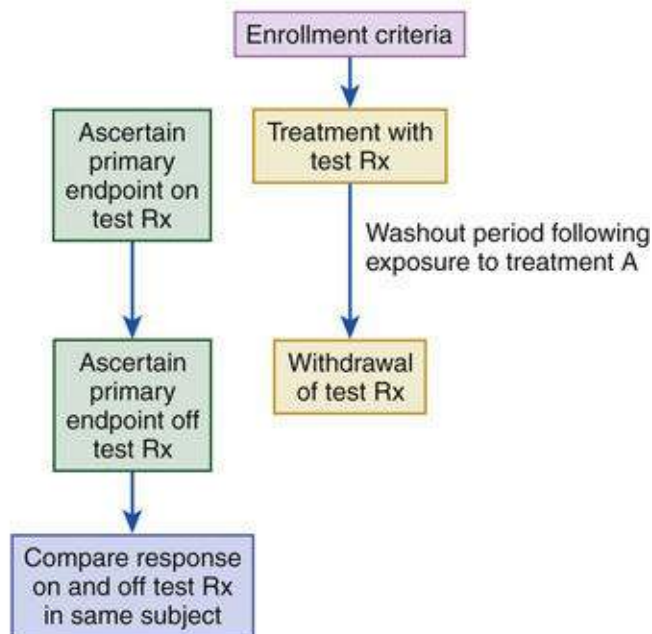 Enrollment criteria
Ascertain
primary
endpoint on
test Rx
Treatment with
test Rx
Washout period following
exposure to treatment A
Ascertain
primary
endpoint off
test Rx
Withdrawal
of test Rx
Compare response
on and off test Rx
in same subject